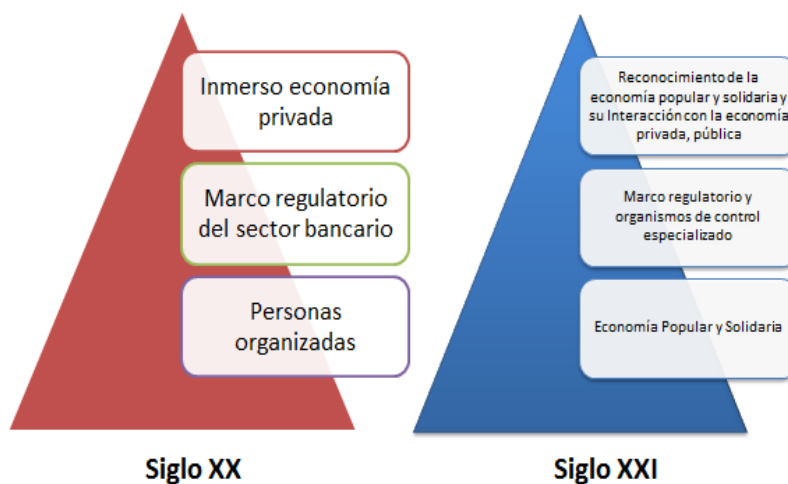 Inmerso economía
privada
Marco regulatorio
del sector bancario
Personas
organizadas
Siglo XX
Reconocimiento de la
economía popular y solidaria y
su Interacción con la economía
privada, pública
Marco regulatorio y
organismos de control
especializado
Economía Popular y Solidaria
Siglo XXI